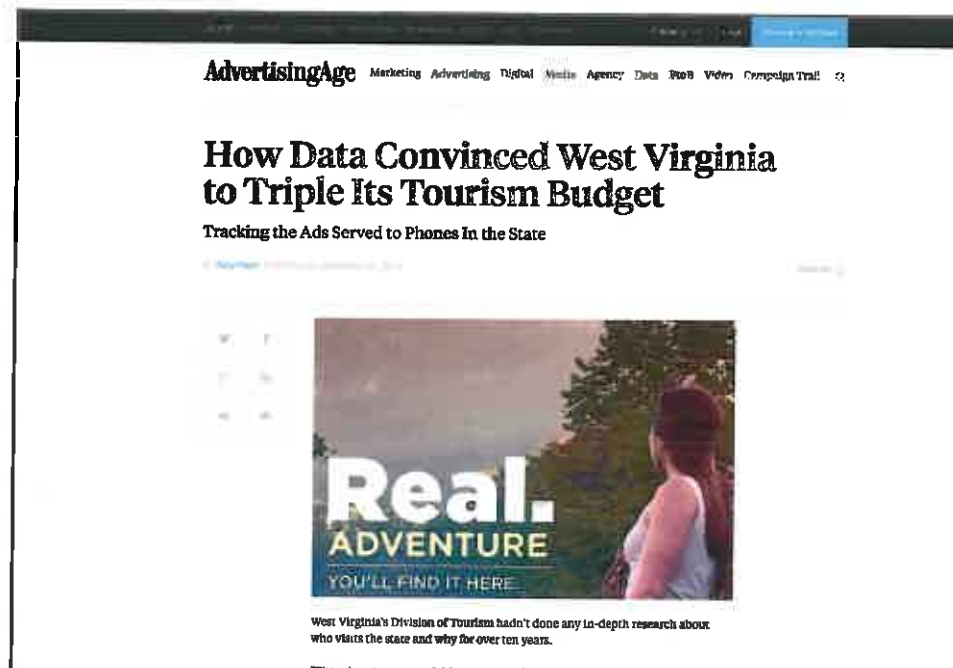 AdvertisingAge Marketing Advertising Digital Media Agency Data BtoB Video Campaign Trail
How Data Convinced West Virginia
to Triple Its Tourism Budget
Tracking the Ads Served to Phones In the State
Real.
ADVENTURE
YOU'LL FIND IT HERE.
West Virginia's Division of Tourism hadn't done any in-depth research about
who visits the state and why for over ten years.